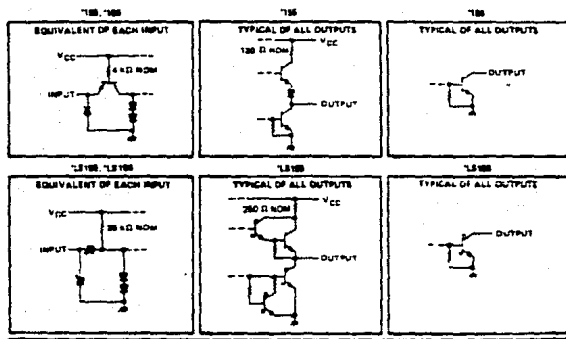 '155, '156
EQUIVALENT OF EACH INPUT
VCC
4 kΩ NOM
INPUT
'155
TYPICAL OF ALL OUTPUTS
VCC
130 Ω NOM
OUTPUT
'156
TYPICAL OF ALL OUTPUTS
OUTPUT
'LS155, 'LS156
EQUIVALENT OF EACH INPUT
VCC
kΩ NOM
INPUT
'LS155
TYPICAL OF ALL OUTPUTS
VCC
Ω NOM
OUTPUT
'LS156
TYPICAL OF ALL OUTPUTS
OUTPUT